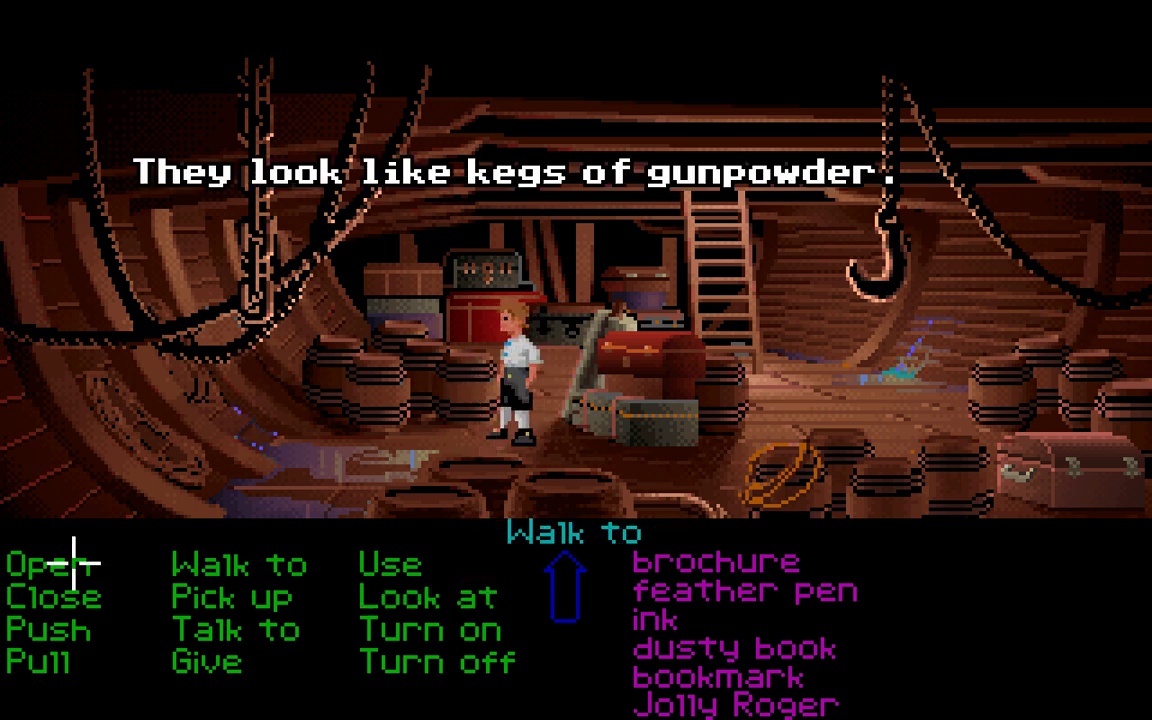 They look like kegs of gunpowder.
Walk to
Open Walk to Use
Close Pick up Look at
Push Talk to Turn on
Pull Give Turn off
brochure
feather pen
ink
dusty book
bookmark
Jolly Roger